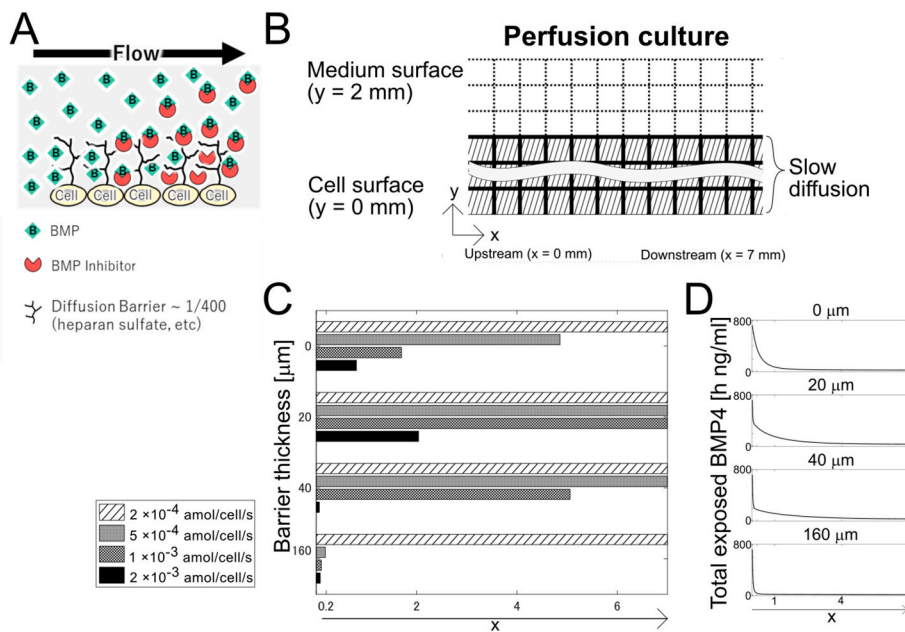 A
Flow
B B B B B B B B B B B B B B B B B B B B B B B
Cell Cell Cell Cell Cell
B BMP
BMP Inhibitor
Diffusion Barrier ~ 1/400
(heparan sulfate, etc)
B
Perfusion culture
Medium surface
(y = 2 mm)
Cell surface
(y = 0 mm)
Slow
diffusion
y
x
Upstream (x = 0 mm)
Downstream (x = 7 mm)
C
Barrier thickness [μm]
0
20
40
160
0.2 2 4 6
x
2 ×10⁻⁴ amol/cell/s
5 ×10⁻⁴ amol/cell/s
1 ×10⁻³ amol/cell/s
2 ×10⁻³ amol/cell/s
D
Total exposed BMP4 [h ng/ml]
0 μm
800
0
20 μm
800
0
40 μm
800
0
160 μm
800
0
1 4
x